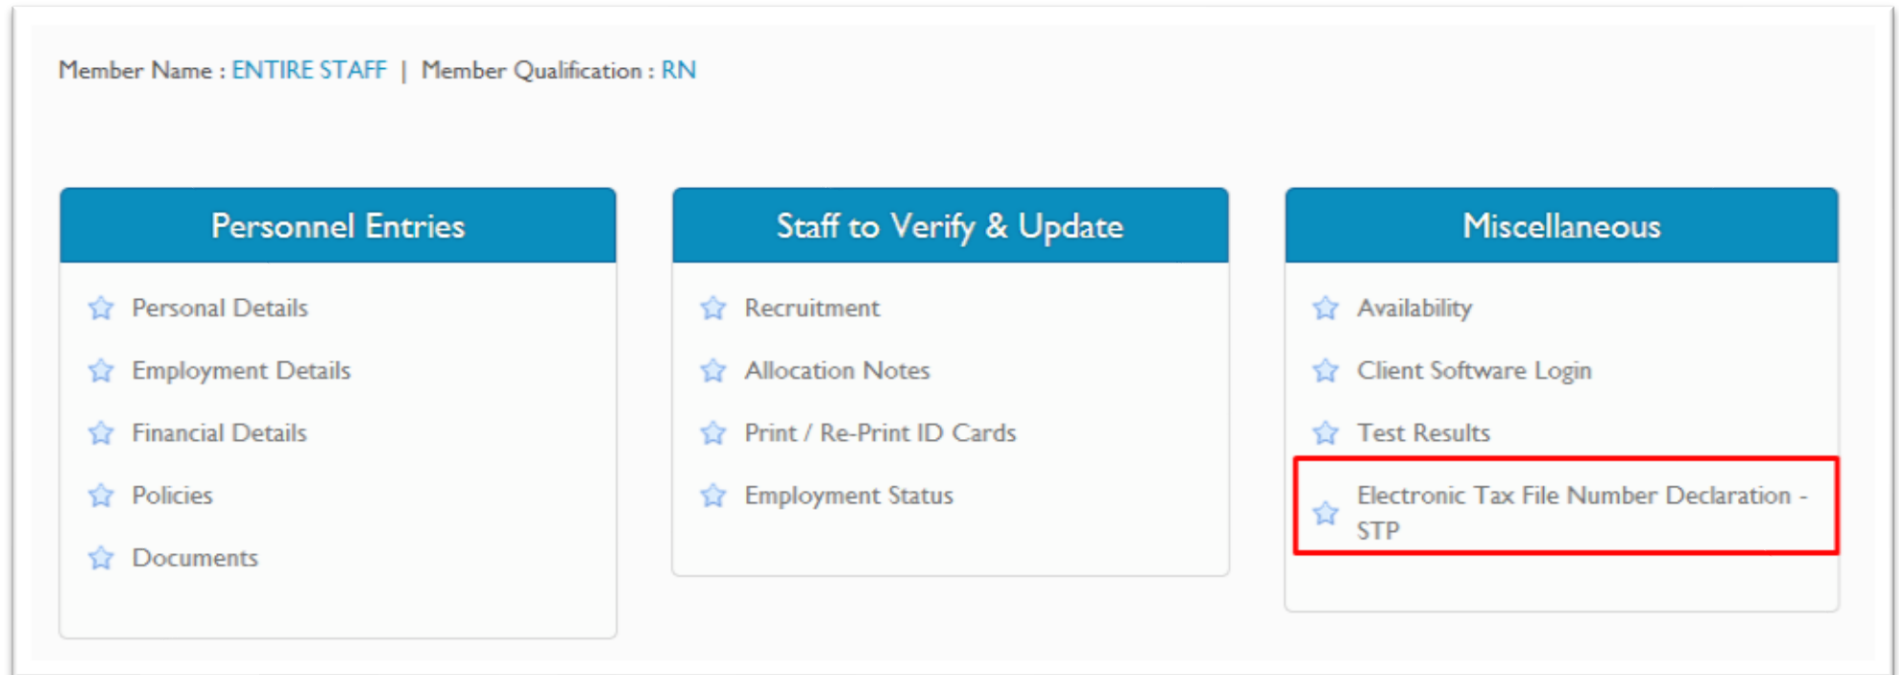 Member Name : ENTIRE STAFF | Member Qualification : RN
Personnel Entries
Personal Details
Employment Details
Financial Details
Policies
Documents
Staff to Verify & Update
Recruitment
Allocation Notes
Print / Re-Print ID Cards
Employment Status
Miscellaneous
Availability
Client Software Login
Test Results
Electronic Tax File Number Declaration -
STP